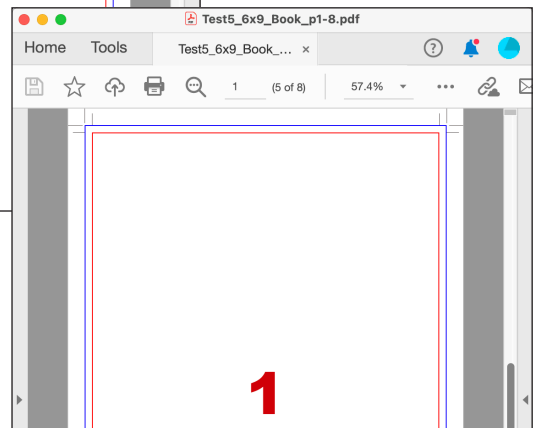 Test5_6x9_Book_p1-8.pdf
Home Tools Test5_6x9_Book_... ×
1 (5 of 8) 57.4%
1